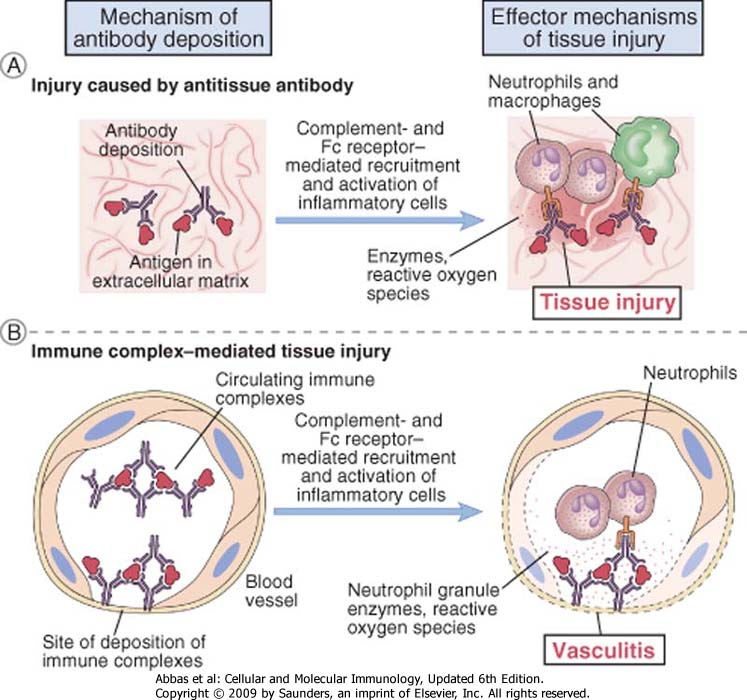 Mechanism of
antibody deposition
Effector mechanisms
of tissue injury
A
Injury caused by antitissue antibody
Antibody
deposition
Antigen in
extracellular matrix
Complement- and
Fc receptor–
mediated recruitment
and activation of
inflammatory cells
Neutrophils and
macrophages
Enzymes,
reactive oxygen
species
Tissue injury
B
Immune complex–mediated tissue injury
Circulating immune
complexes
Complement- and
Fc receptor–
mediated recruitment
and activation of
inflammatory cells
Neutrophils
Blood
vessel
Site of deposition of
immune complexes
Neutrophil granule
enzymes, reactive
oxygen species
Vasculitis
Abbas et al: Cellular and Molecular Immunology, Updated 6th Edition.
Copyright © 2009 by Saunders, an imprint of Elsevier, Inc. All rights reserved.